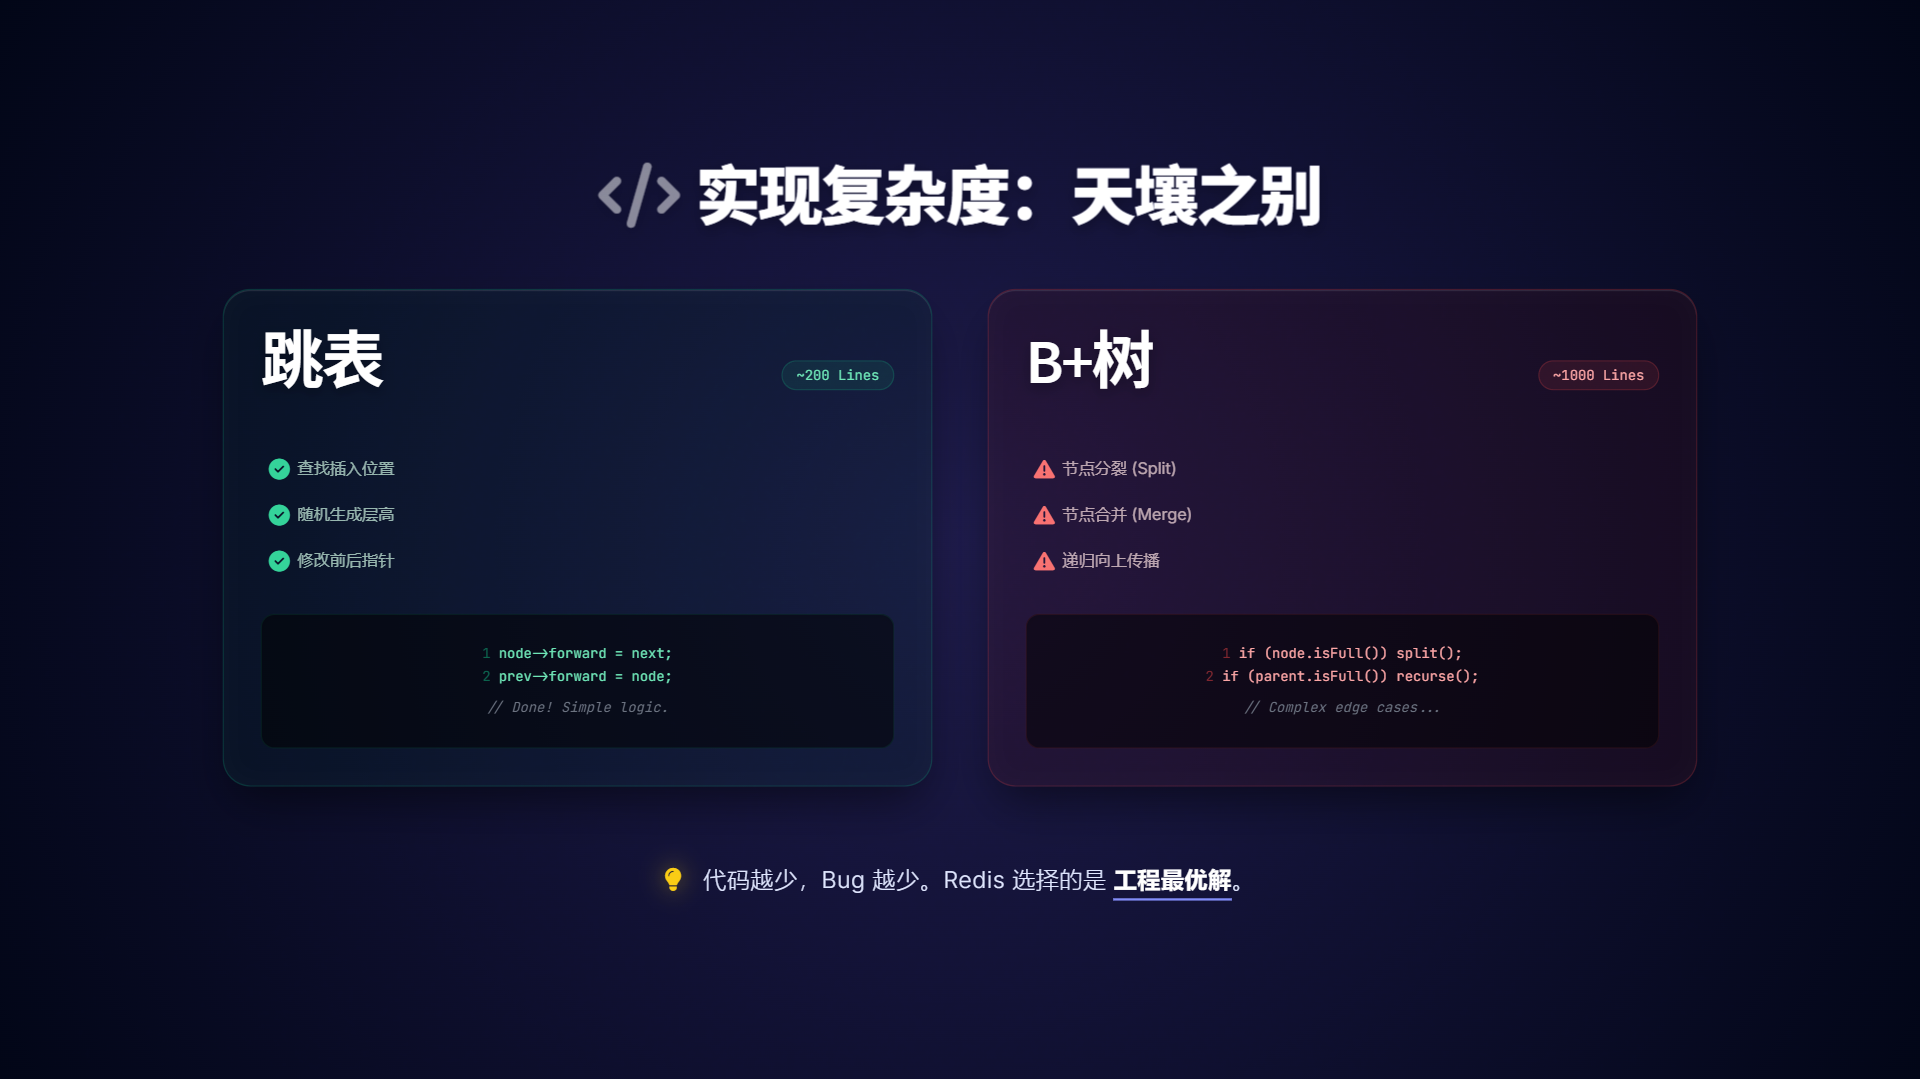 </> 实现复杂度：天壤之别
跳表
~200 Lines
查找插入位置
随机生成层高
修改前后指针
1 node->forward = next;
2 prev->forward = node;
// Done! Simple logic.
B+树
~1000 Lines
节点分裂 (Split)
节点合并 (Merge)
递归向上传播
1 if (node.isFull()) split();
2 if (parent.isFull()) recurse();
// Complex edge cases...
代码越少，Bug 越少。Redis 选择的是 工程最优解。